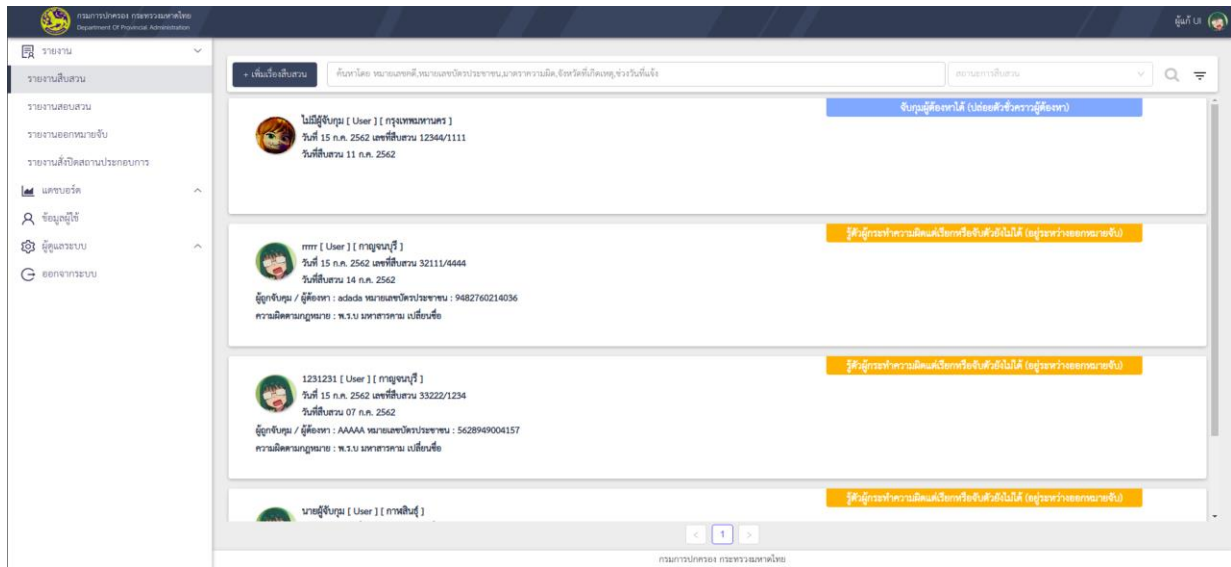 กรมการปกครอง กระทรวงมหาดไทย
Department Of Provincial Administration
ผู้แก้ UI
รายงาน
รายงานสืบสวน
รายงานสอบสวน
รายงานออกหมายจับ
รายงานสั่งปิดสถานประกอบการ
แดชบอร์ด
ข้อมูลผู้ใช้
ผู้ดูแลระบบ
ออกจากระบบ
+ เพิ่มเรื่องสืบสวน
ค้นหาโดย หมายเลขคดี,หมายเลขบัตรประชาชน,มาตราความผิด,จังหวัดที่เกิดเหตุ,ช่วงวันที่แจ้ง
สถานะการสืบสวน
จับกุมผู้ต้องหาได้ (ปล่อยตัวชั่วคราวผู้ต้องหา)
ไม่มีผู้จับกุม [ User ] [ กรุงเทพมหานคร ]
วันที่ 15 ก.ค. 2562 เลขที่สืบสวน 12344/1111
วันที่สืบสวน 11 ก.ค. 2562
รู้ตัวผู้กระทำความผิดแต่เรียกหรือจับตัวยังไม่ได้ (อยู่ระหว่างออกหมายจับ)
rrrrr [ User ] [ กาญจนบุรี ]
วันที่ 15 ก.ค. 2562 เลขที่สืบสวน 32111/4444
วันที่สืบสวน 14 ก.ค. 2562
ผู้ถูกจับคุม / ผู้ต้องหา : adada หมายเลขบัตรประชาชน : 9482760214036
ความผิดตามกฎหมาย : พ.ร.บ มหาสารคาม เปลี่ยนชื่อ
รู้ตัวผู้กระทำความผิดแต่เรียกหรือจับตัวยังไม่ได้ (อยู่ระหว่างออกหมายจับ)
1231231 [ User ] [ กาญจนบุรี ]
วันที่ 15 ก.ค. 2562 เลขที่สืบสวน 33222/1234
วันที่สืบสวน 07 ก.ค. 2562
ผู้ถูกจับคุม / ผู้ต้องหา : AAAAA หมายเลขบัตรประชาชน : 5628949004157
ความผิดตามกฎหมาย : พ.ร.บ มหาสารคาม เปลี่ยนชื่อ
รู้ตัวผู้กระทำความผิดแต่เรียกหรือจับตัวยังไม่ได้ (อยู่ระหว่างออกหมายจับ)
นายผู้จับกุม [ User ] [ กาฬสินธุ์ ]
< 1 >
กรมการปกครอง กระทรวงมหาดไทย